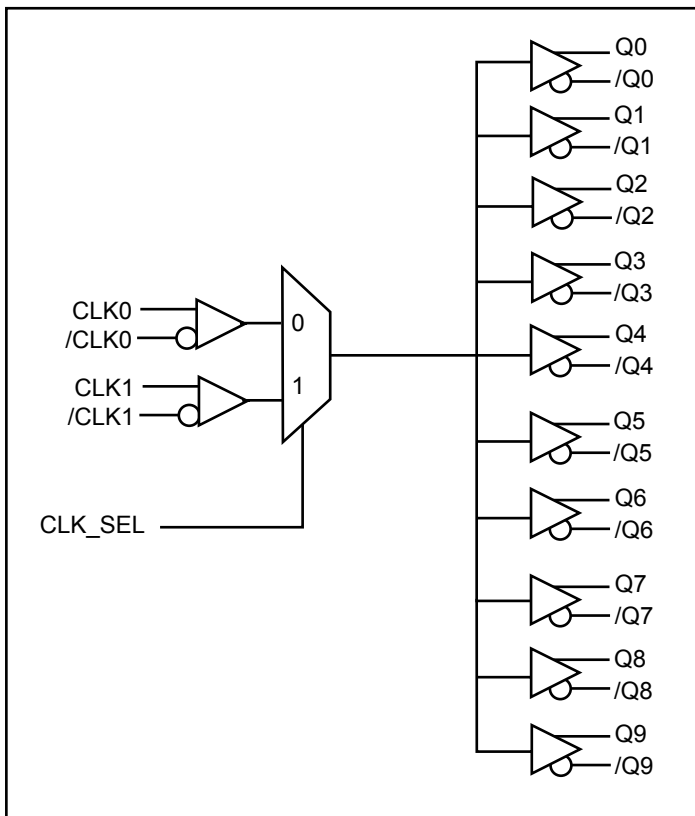 CLK0
/CLK0
CLK1
/CLK1
CLK_SEL
0
1
Q0
/Q0
Q1
/Q1
Q2
/Q2
Q3
/Q3
Q4
/Q4
Q5
/Q5
Q6
/Q6
Q7
/Q7
Q8
/Q8
Q9
/Q9